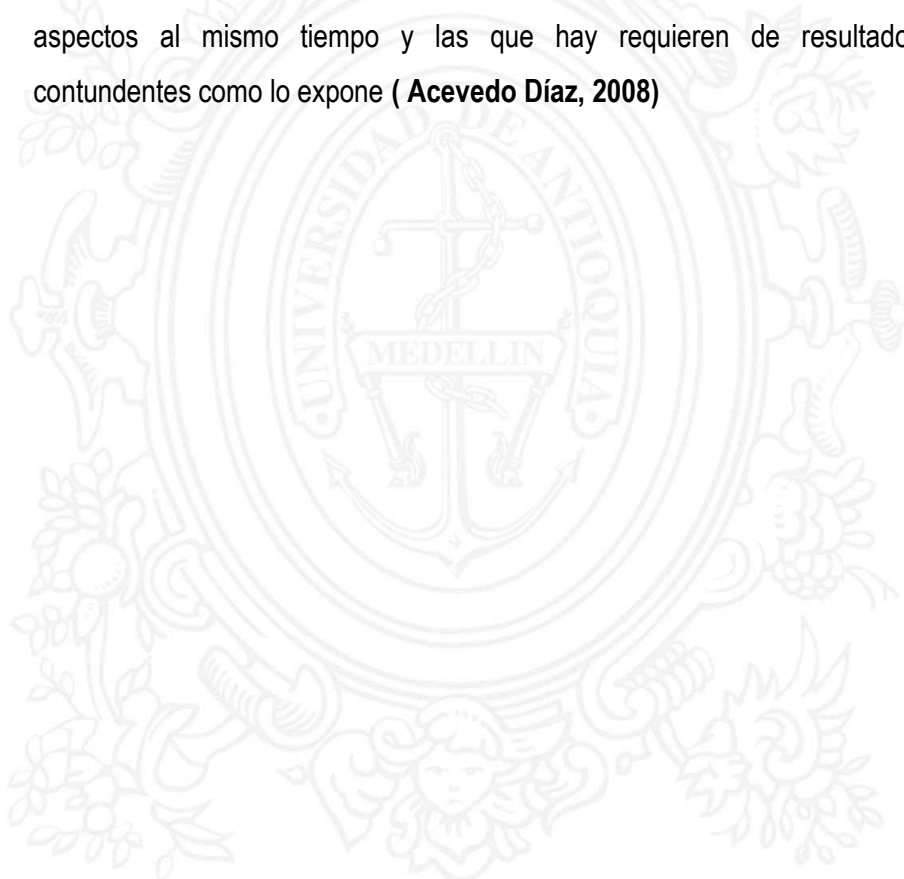 aspectos al mismo tiempo y las que hay requieren de resultado
contundentes como lo expone ( Acevedo Díaz, 2008)
UNIVERSIDAD DE ANTIOQUIA
MEDELLIN